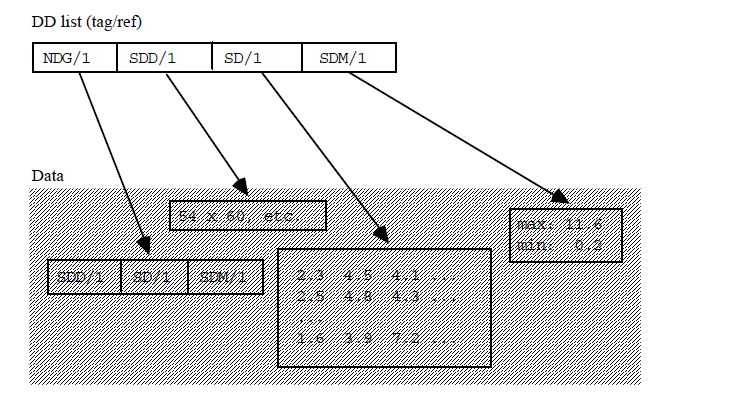 DD list (tag/ref)
NDG/1 SDD/1 SD/1 SDM/1
Data
54 x 60, etc.
max: 11.6
min: 0.2
SDD/1 SD/1 SDM/1
2.3 4.5 4.1 ...
2.5 4.8 4.3 ...
...
1.6 3.9 7.2 ...